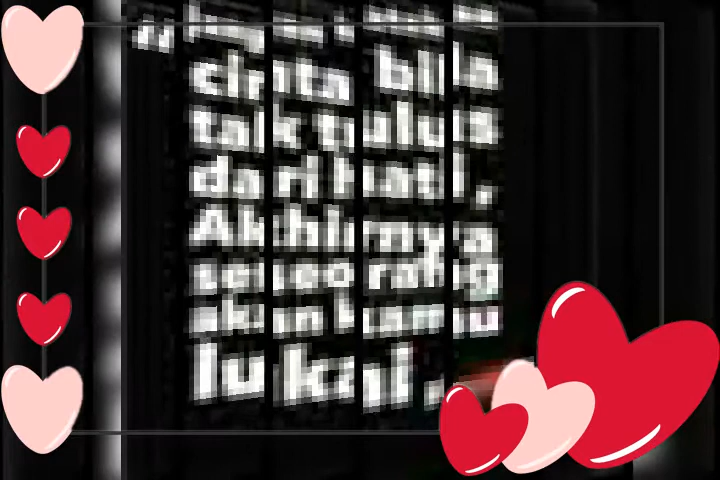 cinta bila
tak tulus
dari hati,
Akhirnya
seseorang
akan kamu
lukai.